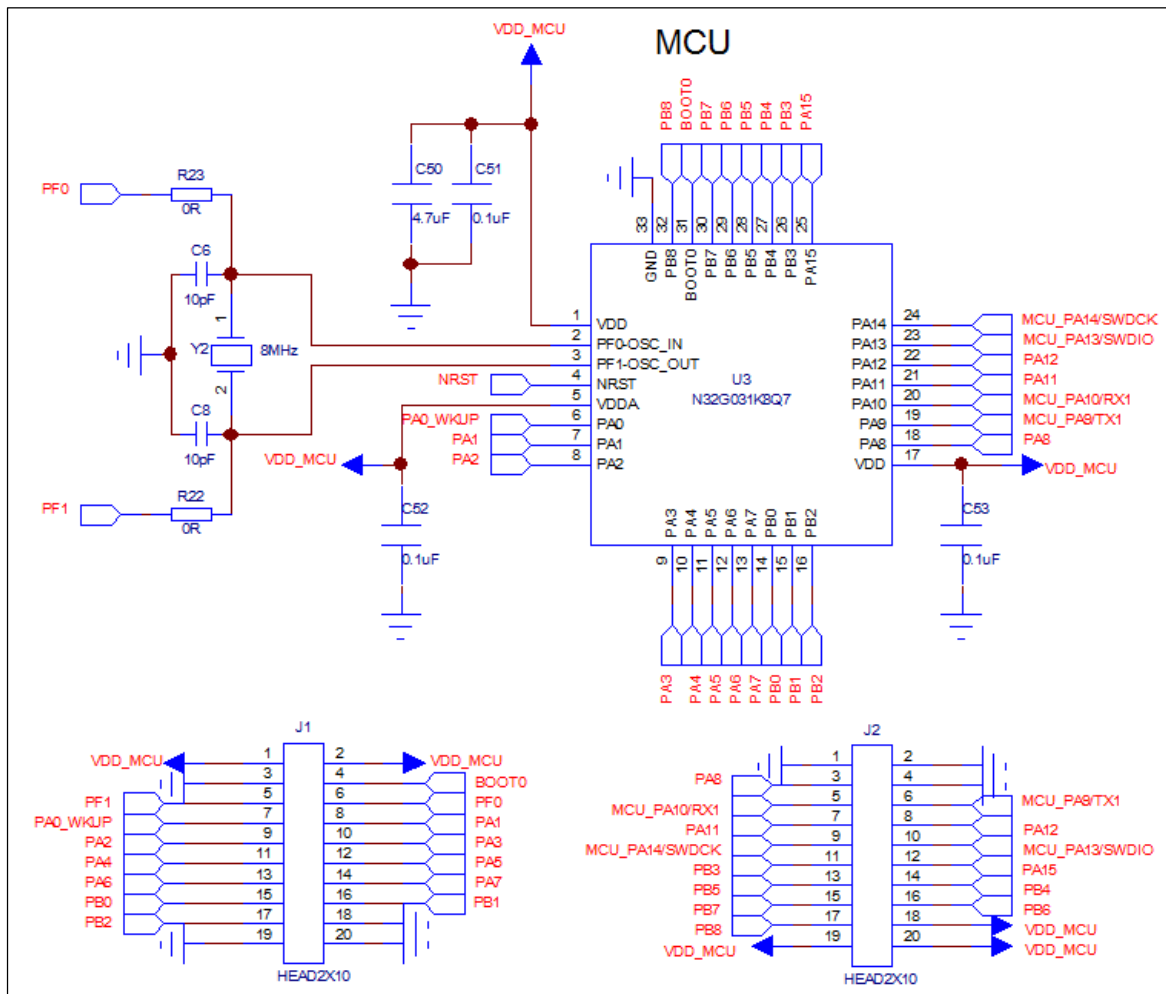 MCU
VDD_MCU
PF0
R23
0R
C6
10pF
1
Y2
8MHz
2
C8
10pF
PF1
R22
0R
C50
4.7uF
C51
0.1uF
PB8
BOOT0
PB7
PB6
PB5
PB4
PB3
PA15
33
32
31
30
29
28
27
26
25
GND
PB8
BOOT0
PB7
PB6
PB5
PB4
PB3
PA15
1 VDD
2 PF0-OSC_IN
3 PF1-OSC_OUT
NRST 4 NRST
5 VDDA
PA0_WKUP 6 PA0
PA1 7 PA1
PA2 8 PA2
VDD_MCU
C52
0.1uF
U3
N32G031K8Q7
PA14 24 MCU_PA14/SWDCK
PA13 23 MCU_PA13/SWDIO
PA12 22 PA12
PA11 21 PA11
PA10 20 MCU_PA10/RX1
PA9 19 MCU_PA9/TX1
PA8 18 PA8
VDD 17
VDD_MCU
C53
0.1uF
PA3
PA4
PA5
PA6
PA7
PB0
PB1
PB2
9
10
11
12
13
14
15
16
PA3
PA4
PA5
PA6
PA7
PB0
PB1
PB2
J1
VDD_MCU 1 2 VDD_MCU
3 4 BOOT0
PF1 5 6 PF0
PA0_WKUP 7 8 PA1
PA2 9 10 PA3
PA4 11 12 PA5
PA6 13 14 PA7
PB0 15 16 PB1
PB2 17 18
19 20
HEAD2X10
J2
1 2
PA8 3 4
5 6 MCU_PA9/TX1
MCU_PA10/RX1 7 8 PA12
PA11 9 10 MCU_PA13/SWDIO
MCU_PA14/SWDCK 11 12 PA15
PB3 13 14 PB4
PB5 15 16 PB6
PB7 17 18 VDD_MCU
PB8 19 20
VDD_MCU VDD_MCU
HEAD2X10